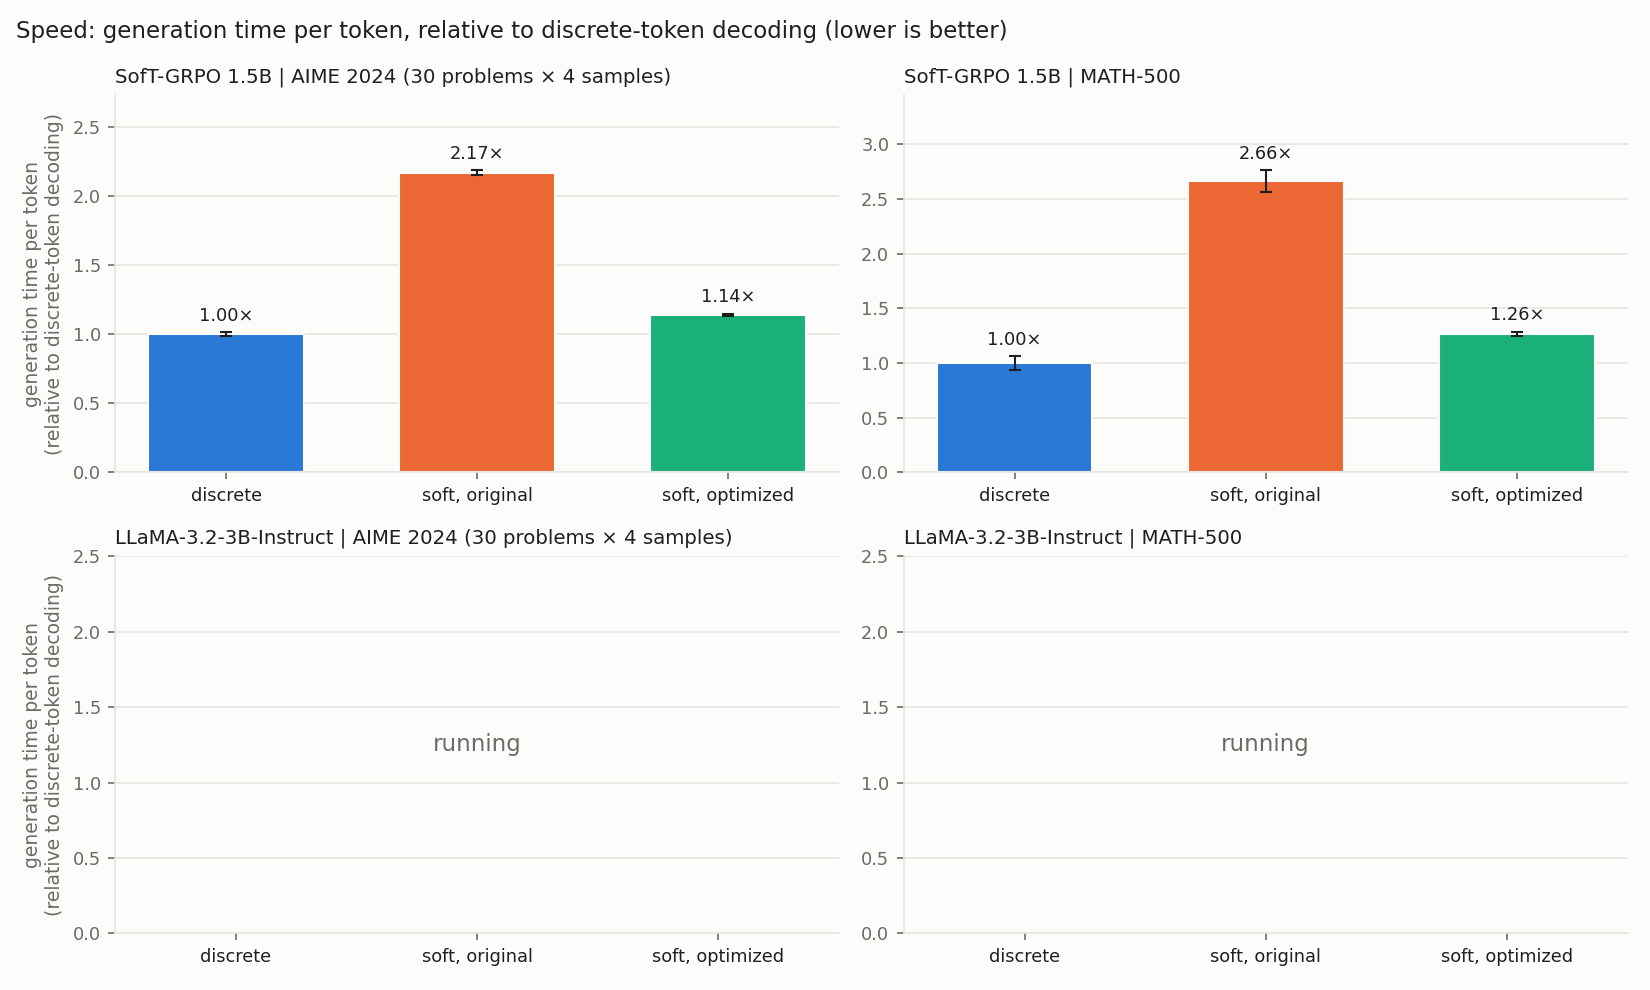 Speed: generation time per token, relative to discrete-token decoding (lower is better)
SofT-GRPO 1.5B | AIME 2024 (30 problems × 4 samples)
generation time per token
(relative to discrete-token decoding)
2.5
2.0
1.5
1.0
0.5
0.0
1.00×
2.17×
1.14×
discrete
soft, original
soft, optimized
SofT-GRPO 1.5B | MATH-500
3.0
2.5
2.0
1.5
1.0
0.5
0.0
1.00×
2.66×
1.26×
discrete
soft, original
soft, optimized
LLaMA-3.2-3B-Instruct | AIME 2024 (30 problems × 4 samples)
generation time per token
(relative to discrete-token decoding)
2.5
2.0
1.5
1.0
0.5
0.0
running
discrete
soft, original
soft, optimized
LLaMA-3.2-3B-Instruct | MATH-500
2.5
2.0
1.5
1.0
0.5
0.0
running
discrete
soft, original
soft, optimized